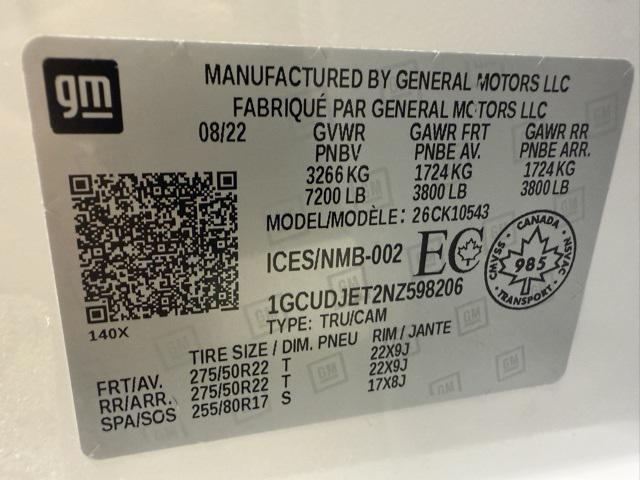 gm
MANUFACTURED BY GENERAL MOTORS LLC
FABRIQUÉ PAR GENERAL MOTORS LLC
08/22 GVWR GAWR FRT GAWR RR
PNBV PNBE AV. PNBE ARR.
3266 KG 1724 KG 1724 KG
7200 LB 3800 LB 3800 LB
MODEL/MODÈLE: 26CK10543
ICES/NMB-002 EC
CANADA
985
TRANSPORT
SSVNC
NSVAC
1GCUDJET2NZ598206
TYPE: TRU/CAM
140X
TIRE SIZE / DIM. PNEU RIM / JANTE
FRT/AV. 275/50R22 T 22X9J
RR/ARR. 275/50R22 T 22X9J
SPA/SOS 255/80R17 S 17X8J